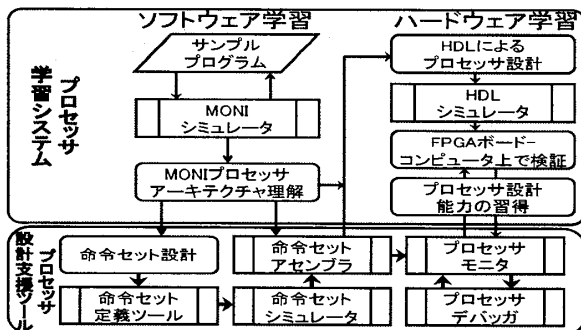 ソフトウェア学習
ハードウェア学習
プロセッサ
学習システム
サンプル
プログラム
MONI
シミュレータ
MONIプロセッサ
アーキテクチャ理解
HDLによる
プロセッサ設計
HDL
シミュレータ
FPGAボード-
コンピュータ上で検証
プロセッサ設計
能力の習得
プロセッサ
設計支援ツール
命令セット設計
命令セット
定義ツール
命令セット
アセンブラ
命令セット
シミュレータ
プロセッサ
モニタ
プロセッサ
デバッガ